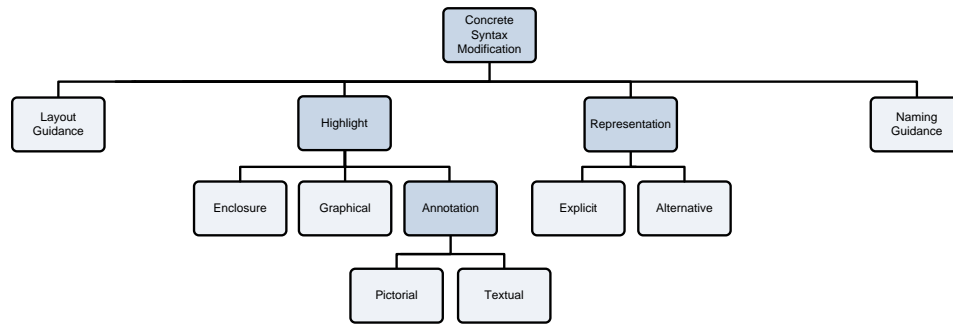 Concrete
Syntax
Modification
Layout
Guidance
Highlight
Representation
Naming
Guidance
Enclosure
Graphical
Annotation
Explicit
Alternative
Pictorial
Textual